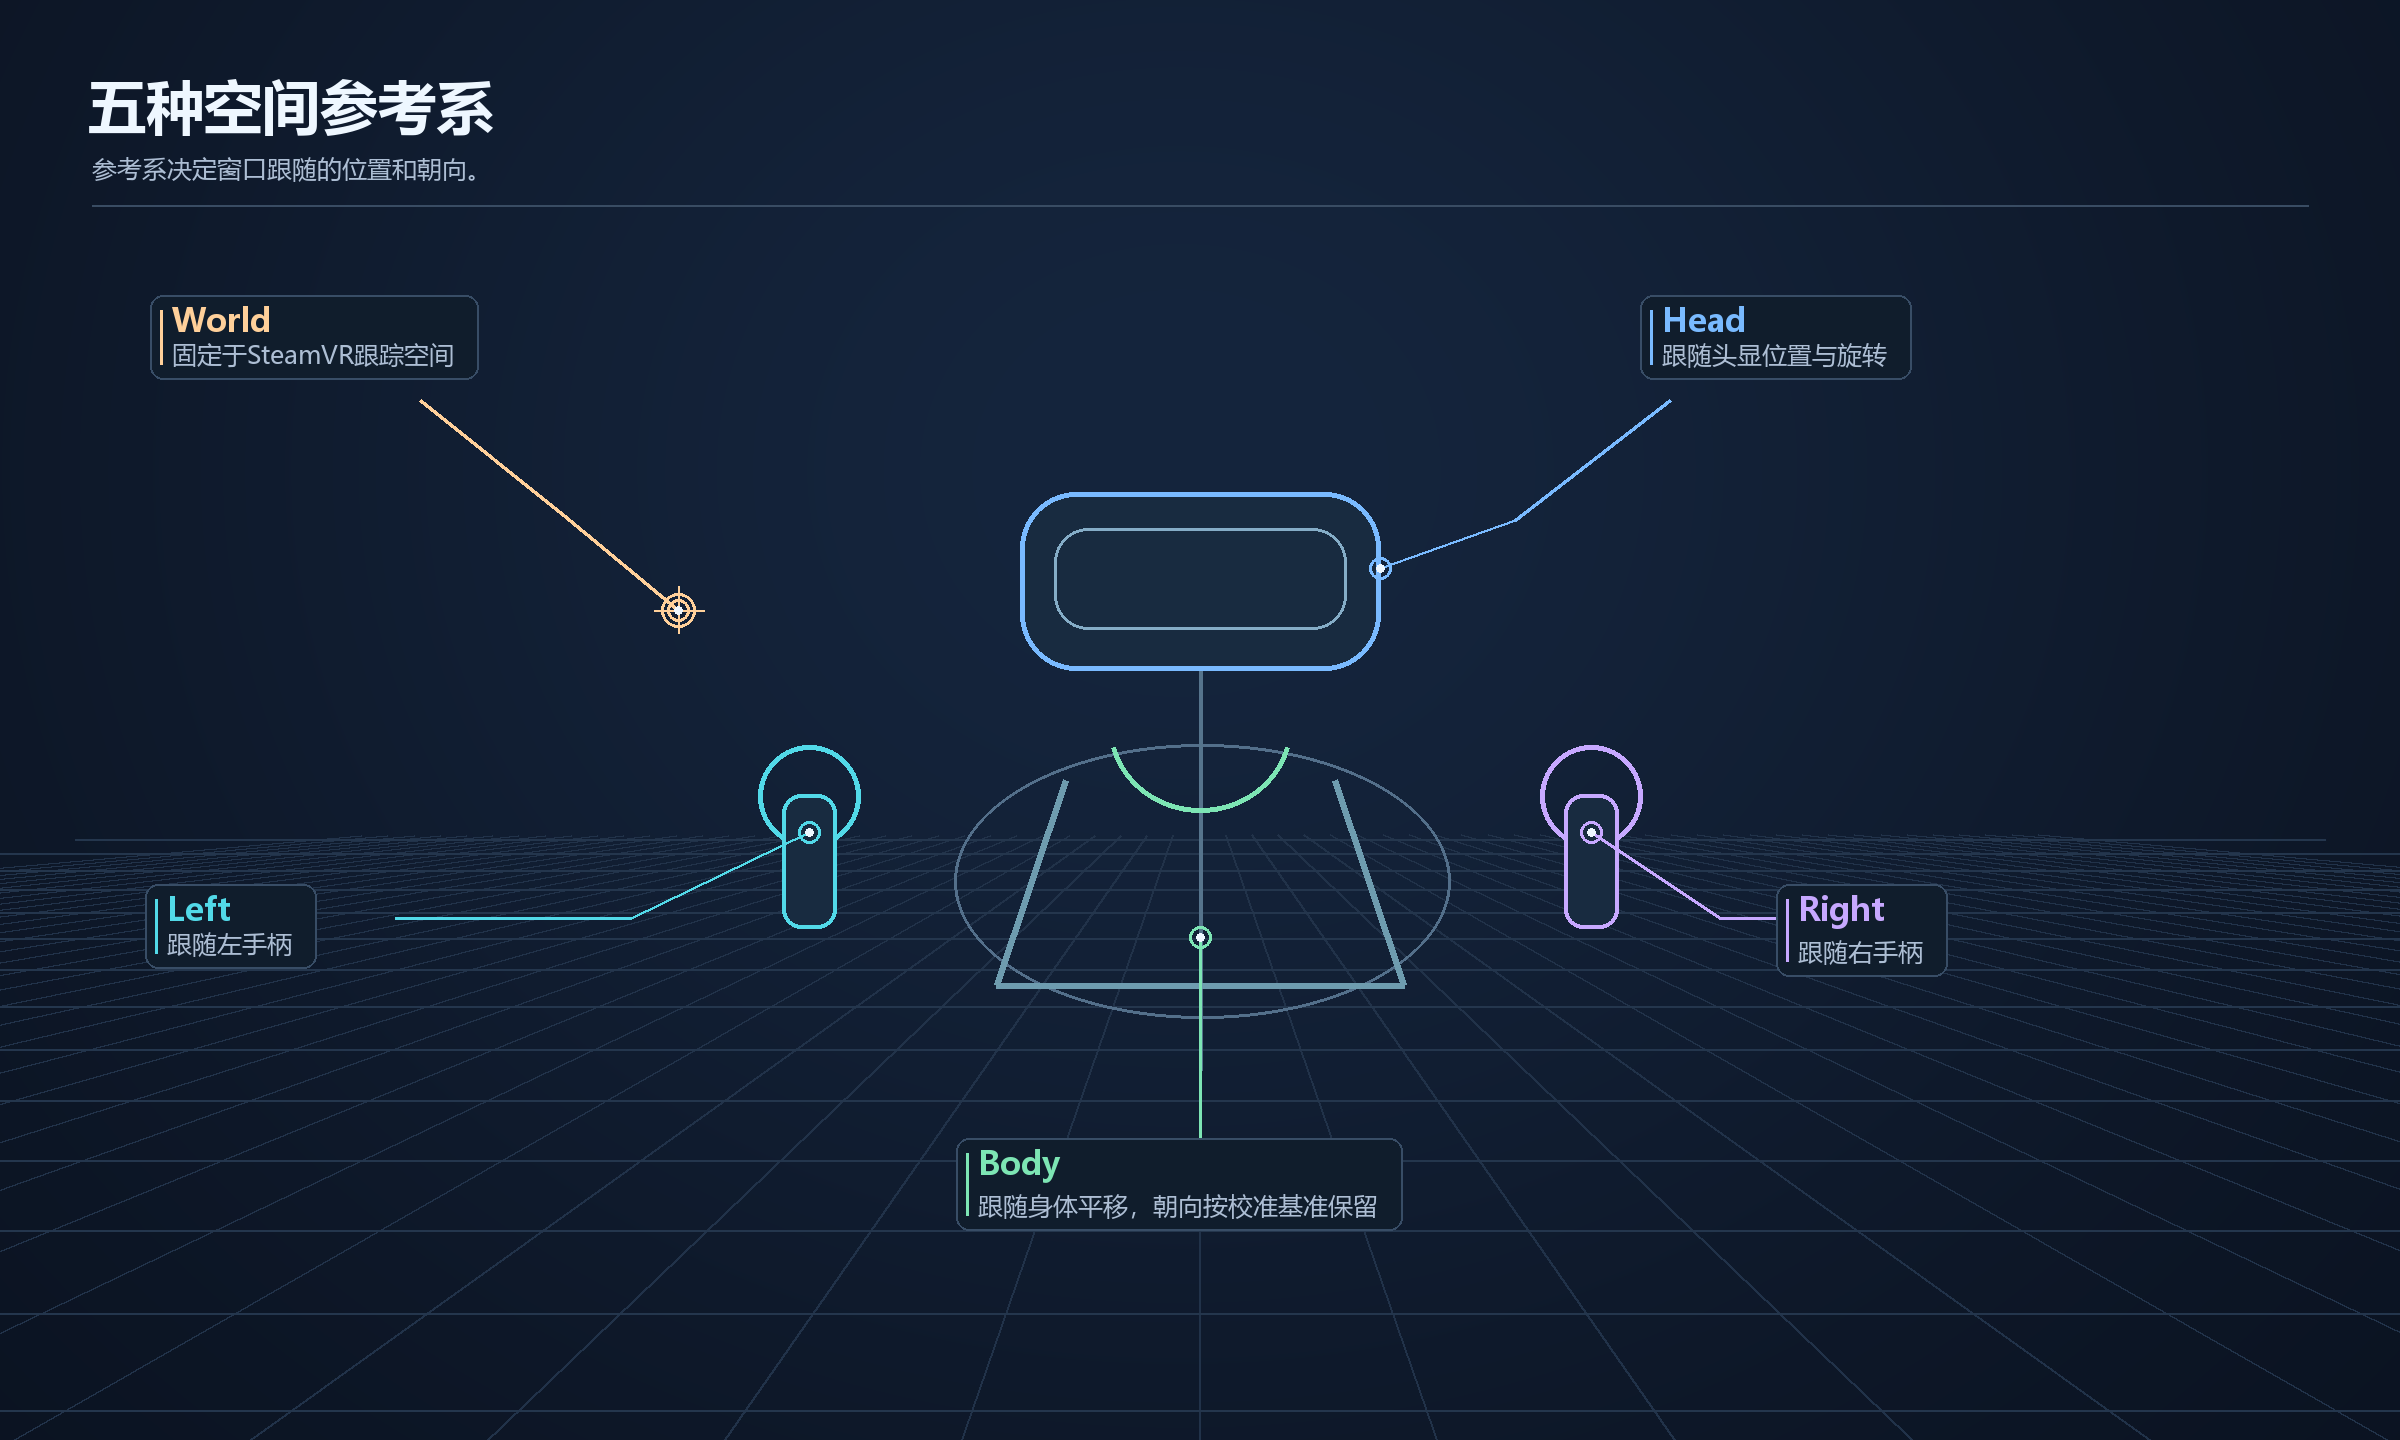 五种空间参考系
参考系决定窗口跟随的位置和朝向。
World
固定于SteamVR跟踪空间
Head
跟随头显位置与旋转
Left
跟随左手柄
Right
跟随右手柄
Body
跟随身体平移，朝向按校准基准保留